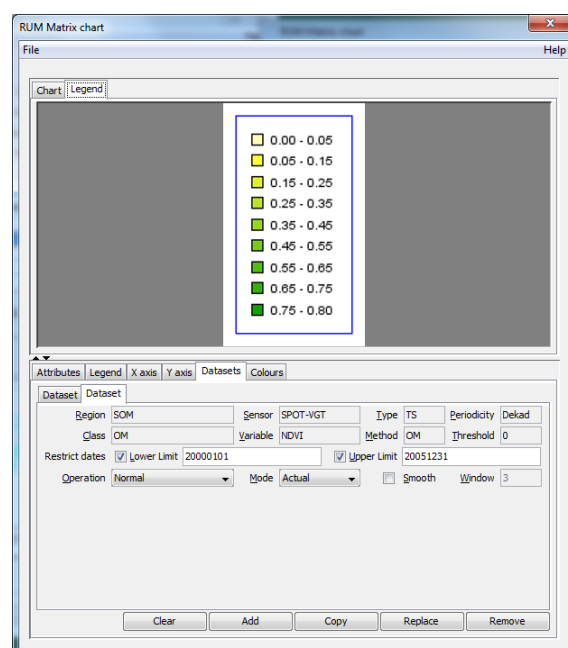 RUM Matrix chart
File Help
Chart Legend
0.00 - 0.05
0.05 - 0.15
0.15 - 0.25
0.25 - 0.35
0.35 - 0.45
0.45 - 0.55
0.55 - 0.65
0.65 - 0.75
0.75 - 0.80
Attributes Legend X axis Y axis Datasets Colours
Dataset Dataset
Region SOM Sensor SPOT-VGT Type TS Periodicity Dekad
Class OM Variable NDVI Method OM Threshold 0
Restrict dates Lower Limit 20000101 Upper Limit 20051231
Operation Normal Mode Actual Smooth Window 3
Clear Add Copy Replace Remove